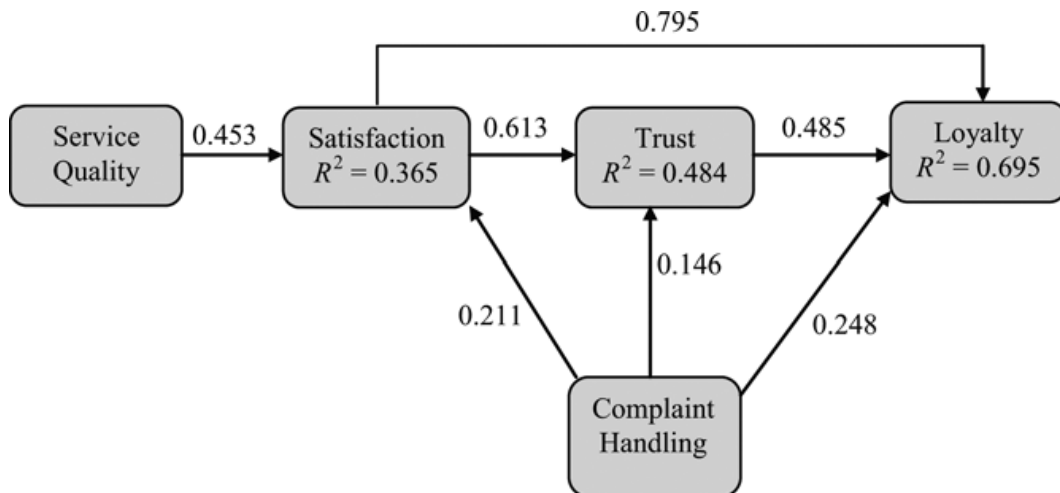 0.795
Service
Quality
0.453
Satisfaction
R² = 0.365
0.613
Trust
R² = 0.484
0.485
Loyalty
R² = 0.695
0.211
0.146
0.248
Complaint
Handling